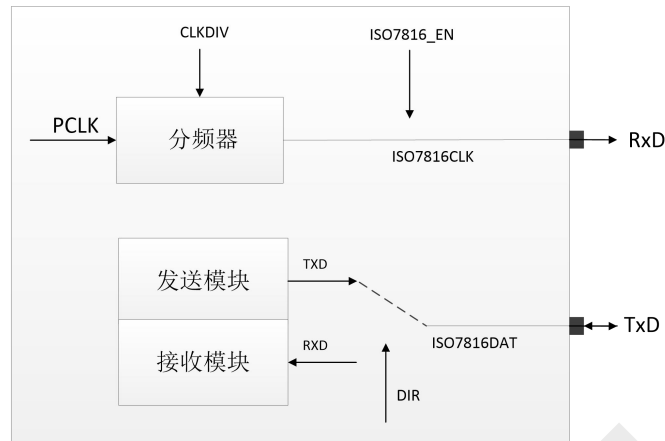 CLKDIV
ISO7816_EN
PCLK
分频器
RxD
ISO7816CLK
发送模块
TXD
TxD
ISO7816DAT
接收模块
RXD
DIR